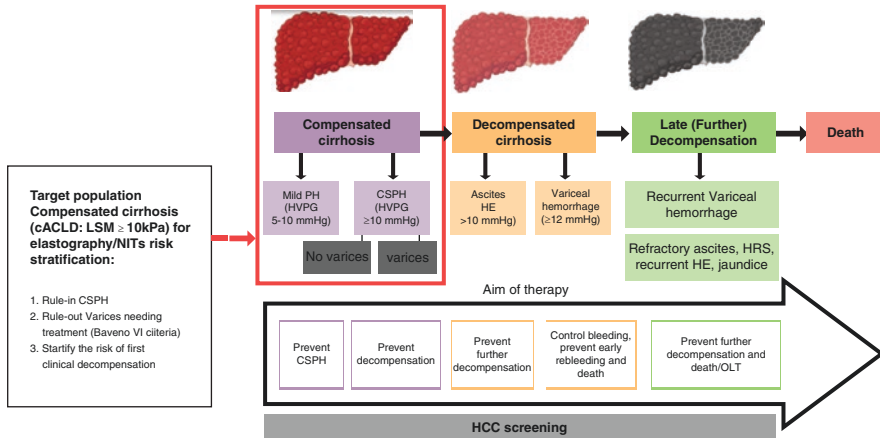 Compensated
cirrhosis
Decompensated
cirrhosis
Late (Further)
Decompensation
Death
Target population
Compensated cirrhosis
(cACLD: LSM ≥ 10kPa) for
elastography/NITs risk
stratification:
1. Rule-in CSPH
2. Rule-out Varices needing
treatment (Baveno VI ciiteria)
3. Startify the risk of first
clinical decompensation
Mild PH
(HVPG
5-10 mmHg)
CSPH
(HVPG
≥10 mmHg)
No varices
varices
Ascites
HE
>10 mmHg)
Variceal
hemorrhage
(≥12 mmHg)
Recurrent Variceal
hemorrhage
Refractory ascites, HRS,
recurrent HE, jaundice
Aim of therapy
Prevent
CSPH
Prevent
decompensation
Prevent
further
decompensation
Control bleeding,
prevent early
rebleeding and
death
Prevent further
decompensation and
death/OLT
HCC screening